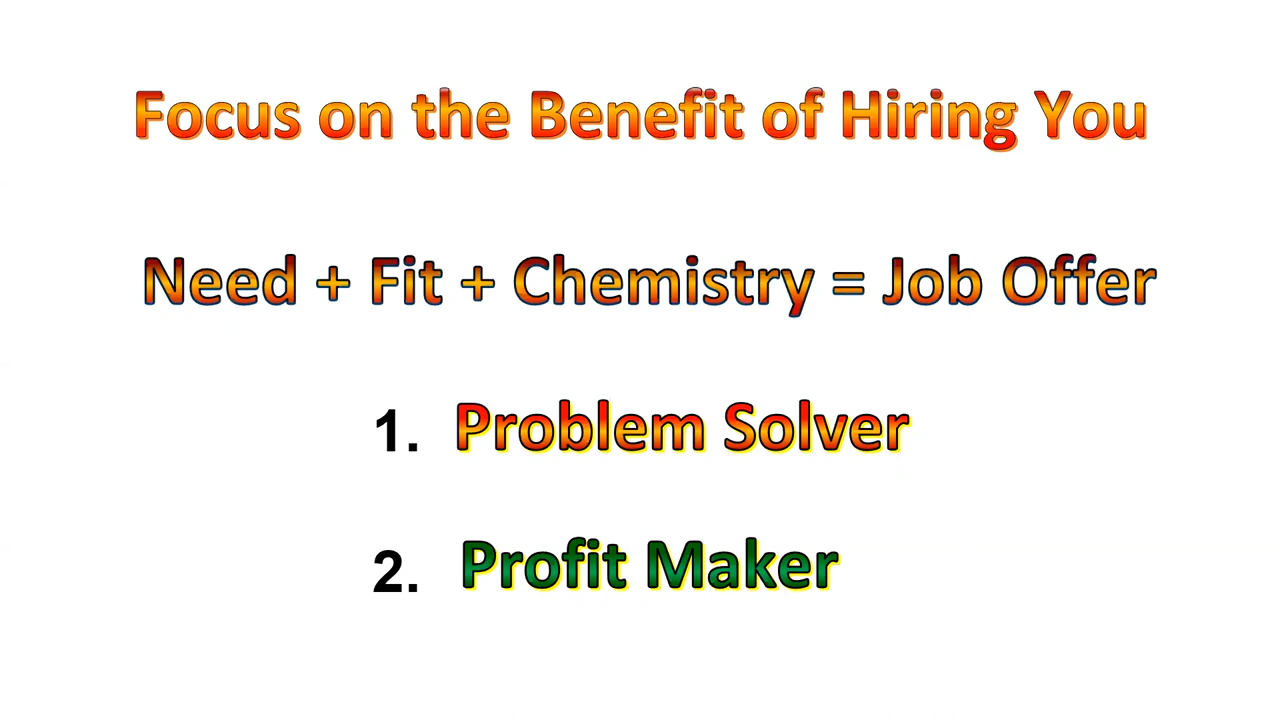 Focus on the Benefit of Hiring You
Need + Fit + Chemistry = Job Offer
1. Problem Solver
2. Profit Maker